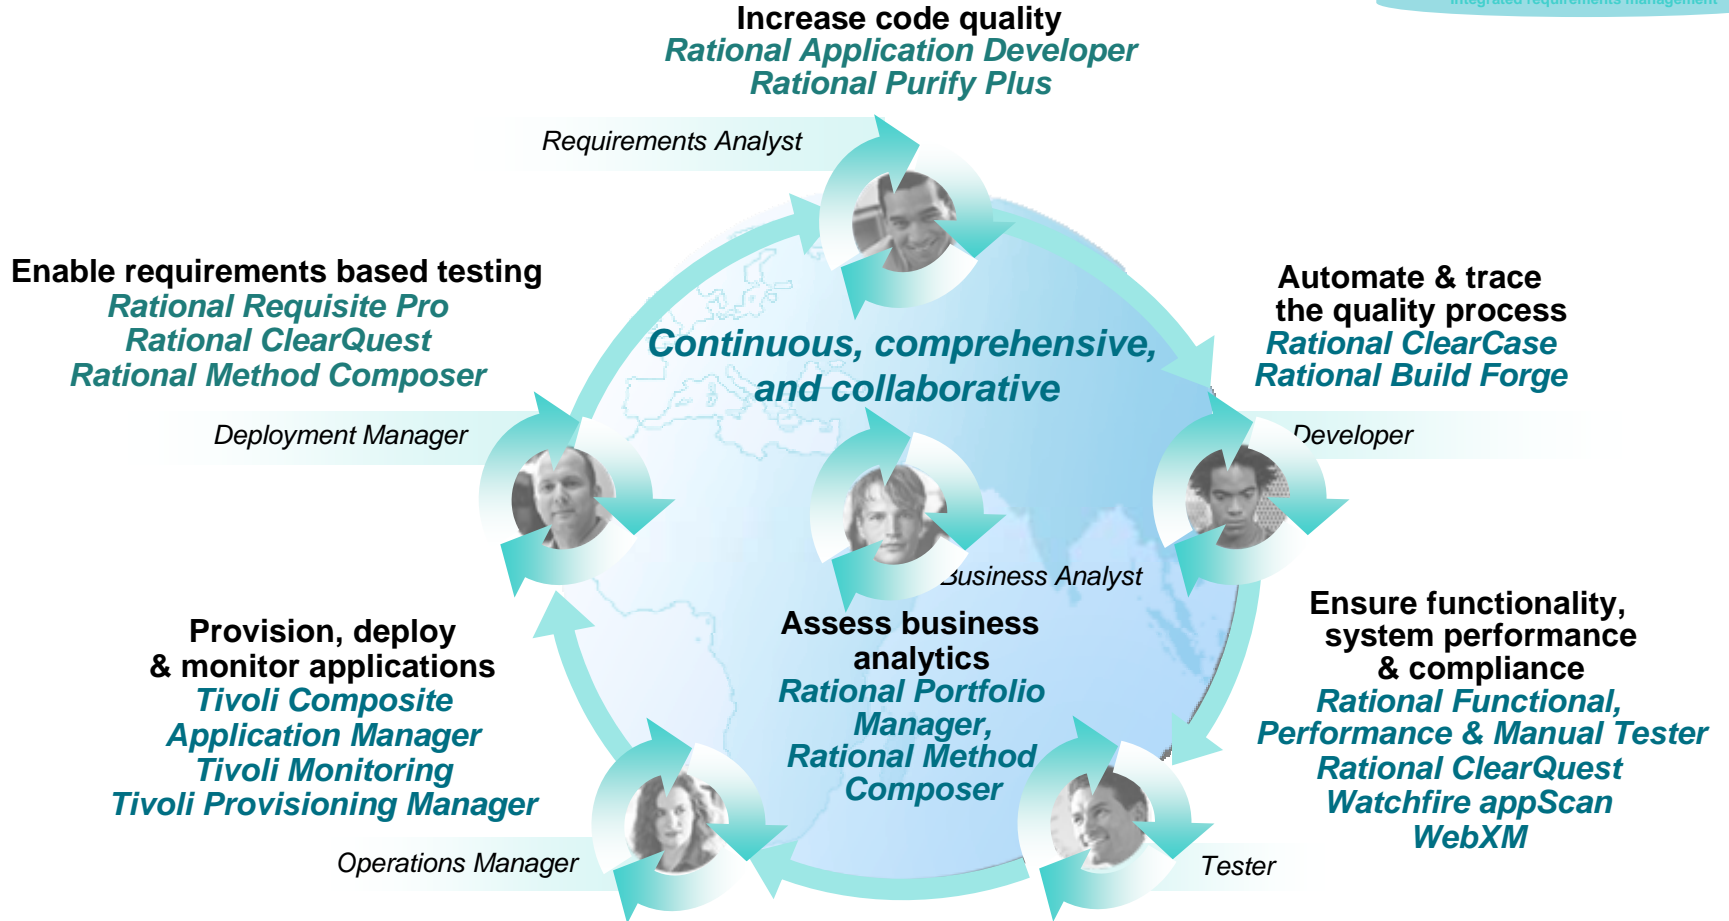 Integrated requirements management
Increase code quality
Rational Application Developer
Rational Purify Plus
Requirements Analyst
Enable requirements based testing
Rational Requisite Pro
Rational ClearQuest
Rational Method Composer
Deployment Manager
Automate & trace
the quality process
Rational ClearCase
Rational Build Forge
Developer
Continuous, comprehensive,
and collaborative
Business Analyst
Assess business
analytics
Rational Portfolio
Manager,
Rational Method
Composer
Provision, deploy
& monitor applications
Tivoli Composite
Application Manager
Tivoli Monitoring
Tivoli Provisioning Manager
Operations Manager
Ensure functionality,
system performance
& compliance
Rational Functional,
Performance & Manual Tester
Rational ClearQuest
Watchfire appScan
WebXM
Tester